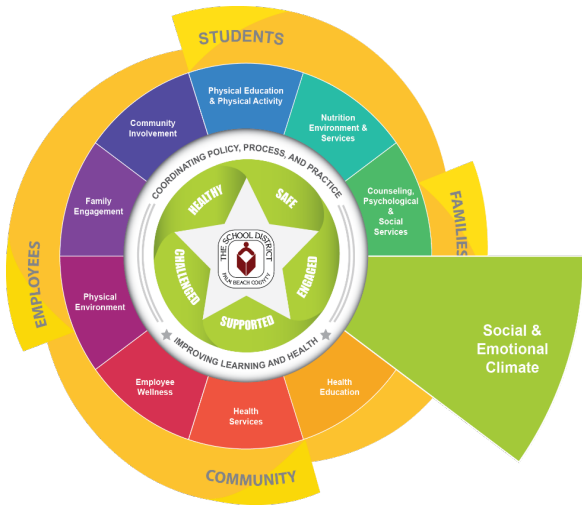 STUDENTS
Physical Education
& Physical Activity
Nutrition
Environment &
Services
Counseling,
Psychological
&
Social
Services
FAMILIES
Social &
Emotional
Climate
Health
Education
Health
Services
COMMUNITY
Employee
Wellness
Physical
Environment
EMPLOYEES
Family
Engagement
Community
Involvement
COORDINATING POLICY, PROCESS, AND PRACTICE
HEALTHY
SAFE
ENGAGED
SUPPORTED
CHALLENGED
THE SCHOOL DISTRICT
PALM BEACH COUNTY
IMPROVING LEARNING AND HEALTH